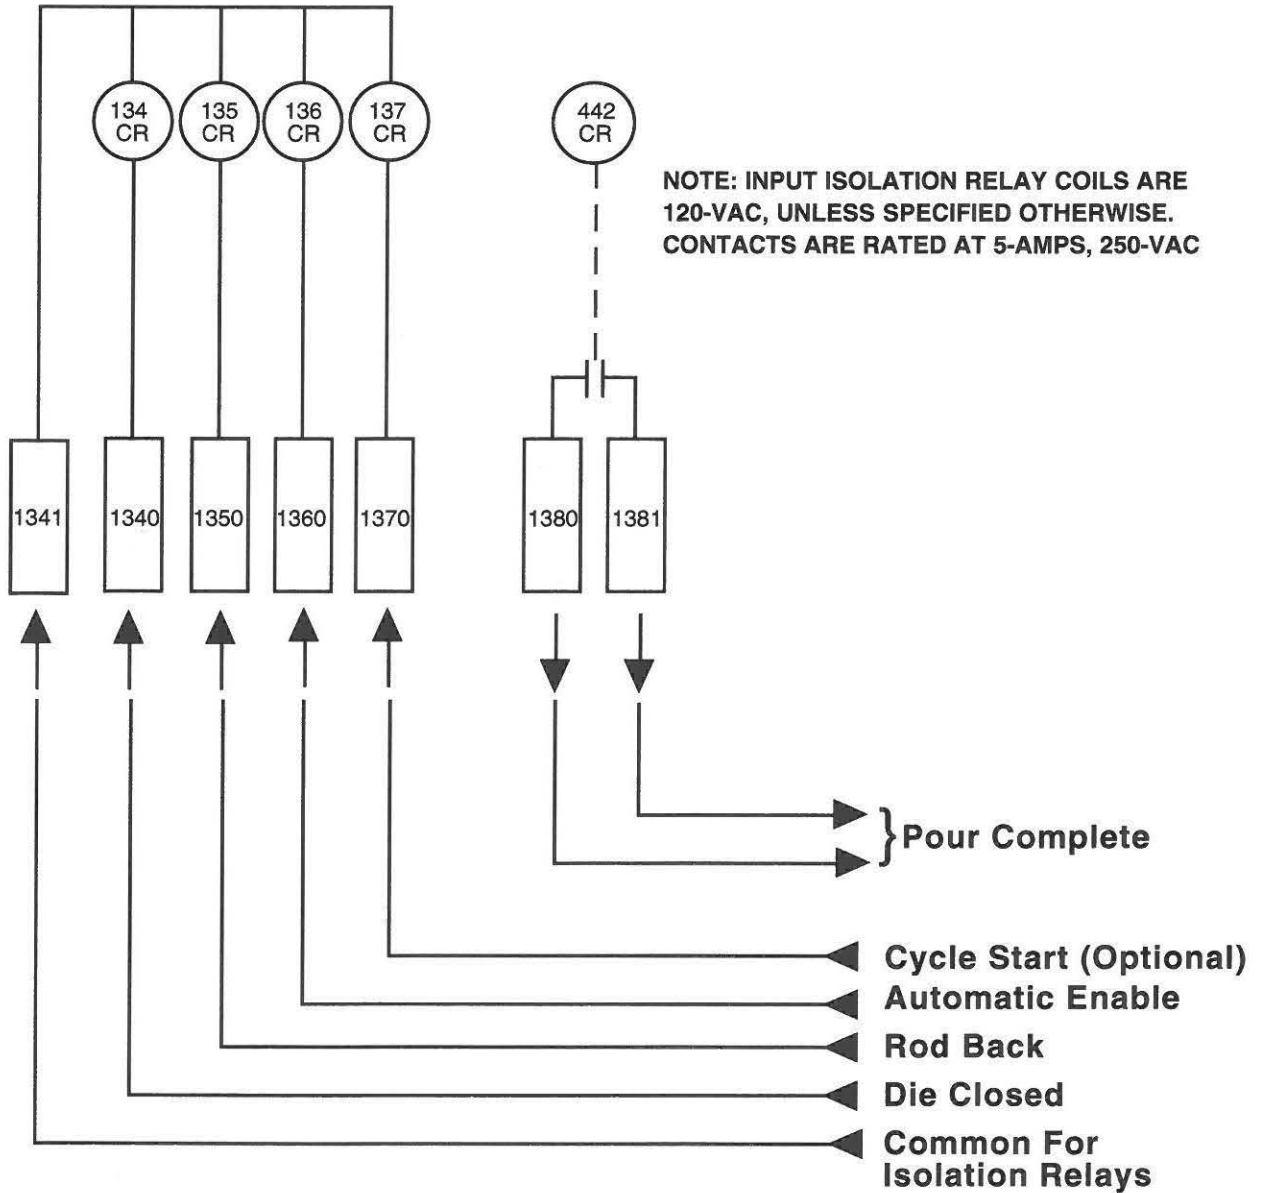 134
CR
135
CR
136
CR
137
CR
442
CR
NOTE: INPUT ISOLATION RELAY COILS ARE
120-VAC, UNLESS SPECIFIED OTHERWISE.
CONTACTS ARE RATED AT 5-AMPS, 250-VAC
1341
1340
1350
1360
1370
1380
1381
Pour Complete
Cycle Start (Optional)
Automatic Enable
Rod Back
Die Closed
Common For
Isolation Relays